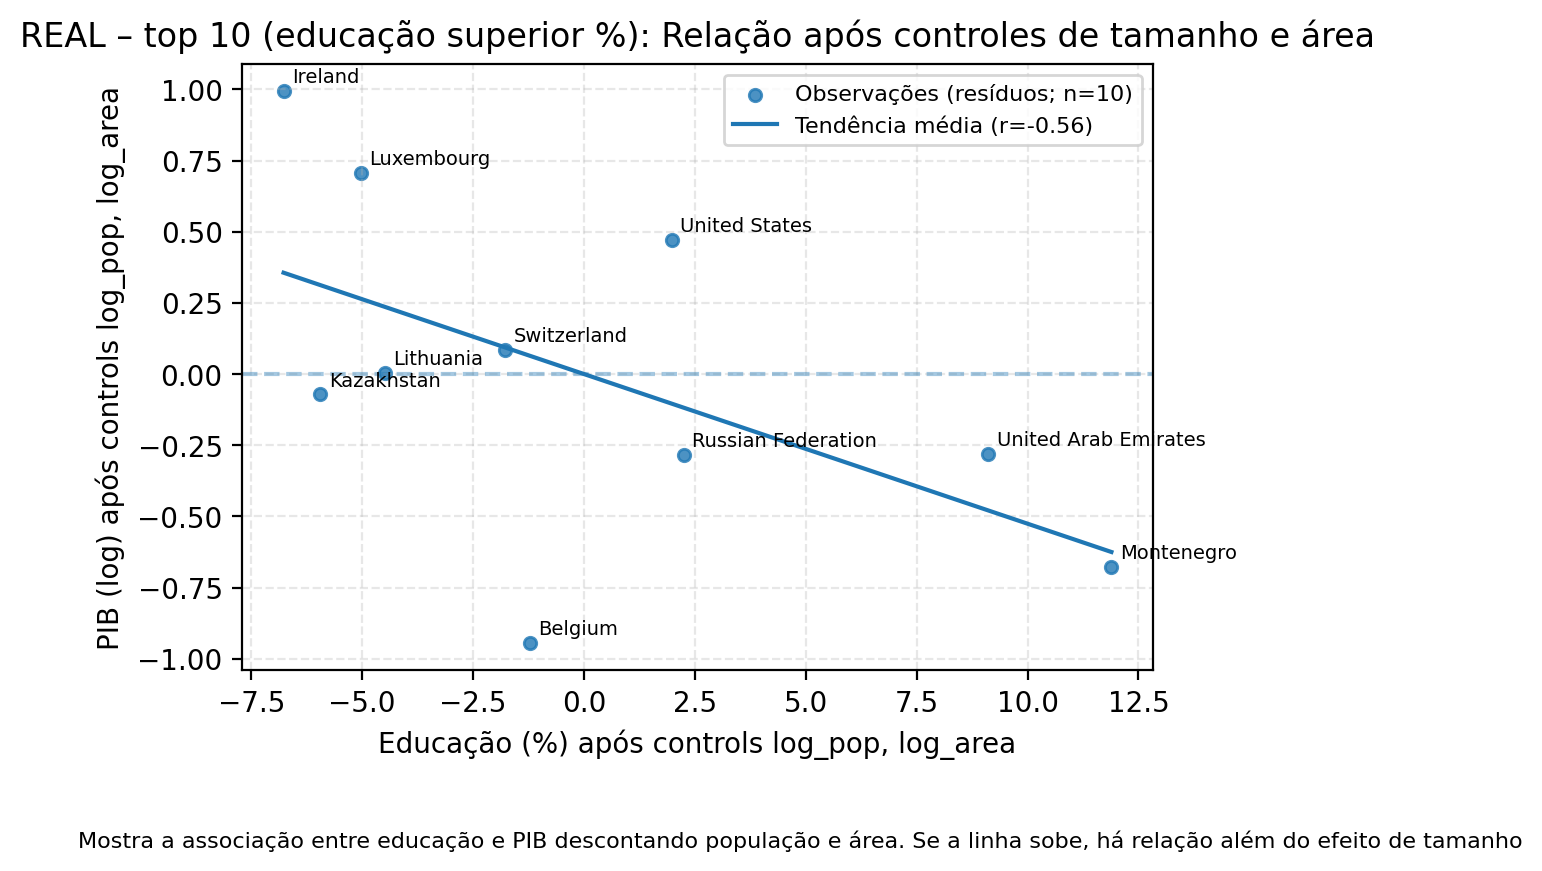 REAL – top 10 (educação superior %): Relação após controles de tamanho e área
PIB (log) após controls log_pop, log_area
1.00
0.75
0.50
0.25
0.00
−0.25
−0.50
−0.75
−1.00
Observações (resíduos; n=10)
Tendência média (r=-0.56)
Ireland
Luxembourg
United States
Switzerland
Lithuania
Kazakhstan
Russian Federation
United Arab Emirates
Montenegro
Belgium
−7.5 −5.0 −2.5 0.0 2.5 5.0 7.5 10.0 12.5
Educação (%) após controls log_pop, log_area
Mostra a associação entre educação e PIB descontando população e área. Se a linha sobe, há relação além do efeito de tamanho